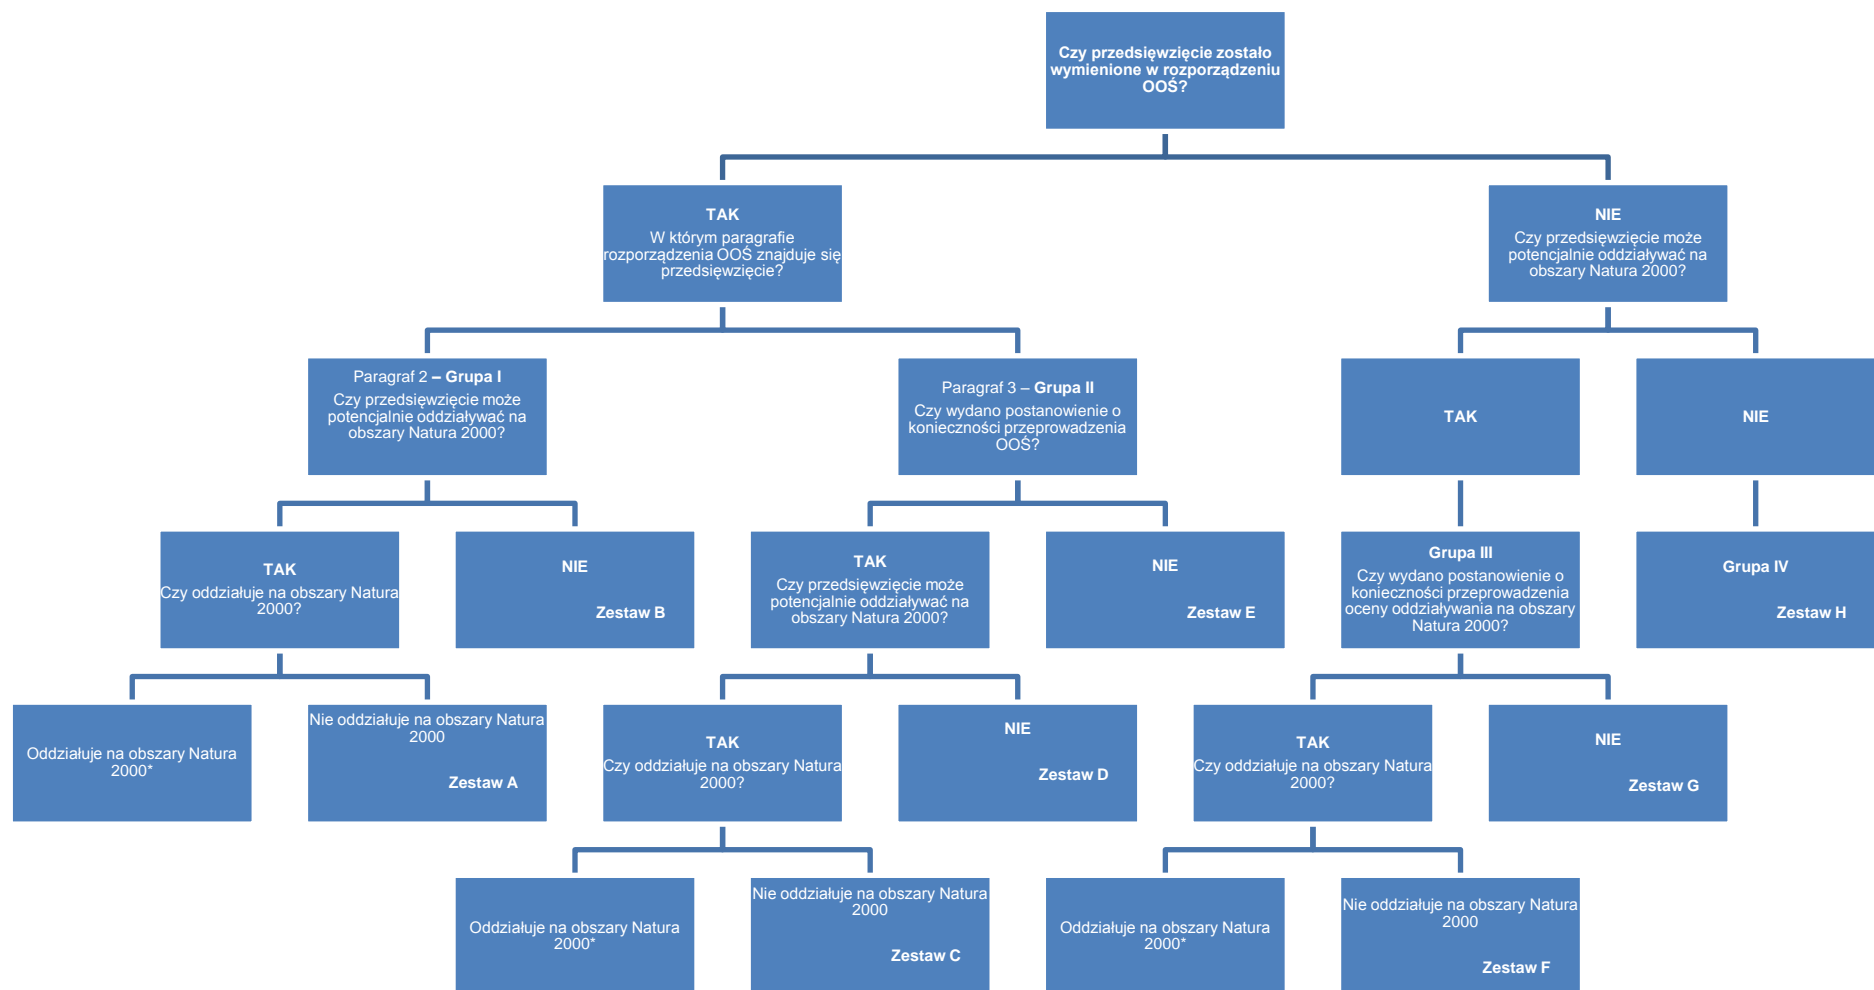 Czy przedsięwzięcie zostało
wymienione w rozporządzeniu
OOŚ?
TAK
W którym paragrafie
rozporządzenia OOŚ znajduje się
przedsięwzięcie?
NIE
Czy przedsięwzięcie może
potencjalnie oddziaływać na
obszary Natura 2000?
Paragraf 2 – Grupa I
Czy przedsięwzięcie może
potencjalnie oddziaływać na
obszary Natura 2000?
Paragraf 3 – Grupa II
Czy wydano postanowienie o
konieczności przeprowadzenia
OOŚ?
TAK
NIE
TAK
Czy oddziałuje na obszary Natura
2000?
NIE
Zestaw B
TAK
Czy przedsięwzięcie może
potencjalnie oddziaływać na
obszary Natura 2000?
NIE
Zestaw E
Grupa III
Czy wydano postanowienie o
konieczności przeprowadzenia
oceny oddziaływania na obszary
Natura 2000?
Grupa IV
Zestaw H
Oddziałuje na obszary Natura
2000*
Nie oddziałuje na obszary Natura
2000
Zestaw A
TAK
Czy oddziałuje na obszary Natura
2000?
NIE
Zestaw D
TAK
Czy oddziałuje na obszary Natura
2000?
NIE
Zestaw G
Oddziałuje na obszary Natura
2000*
Nie oddziałuje na obszary Natura
2000
Zestaw C
Oddziałuje na obszary Natura
2000*
Nie oddziałuje na obszary Natura
2000
Zestaw F